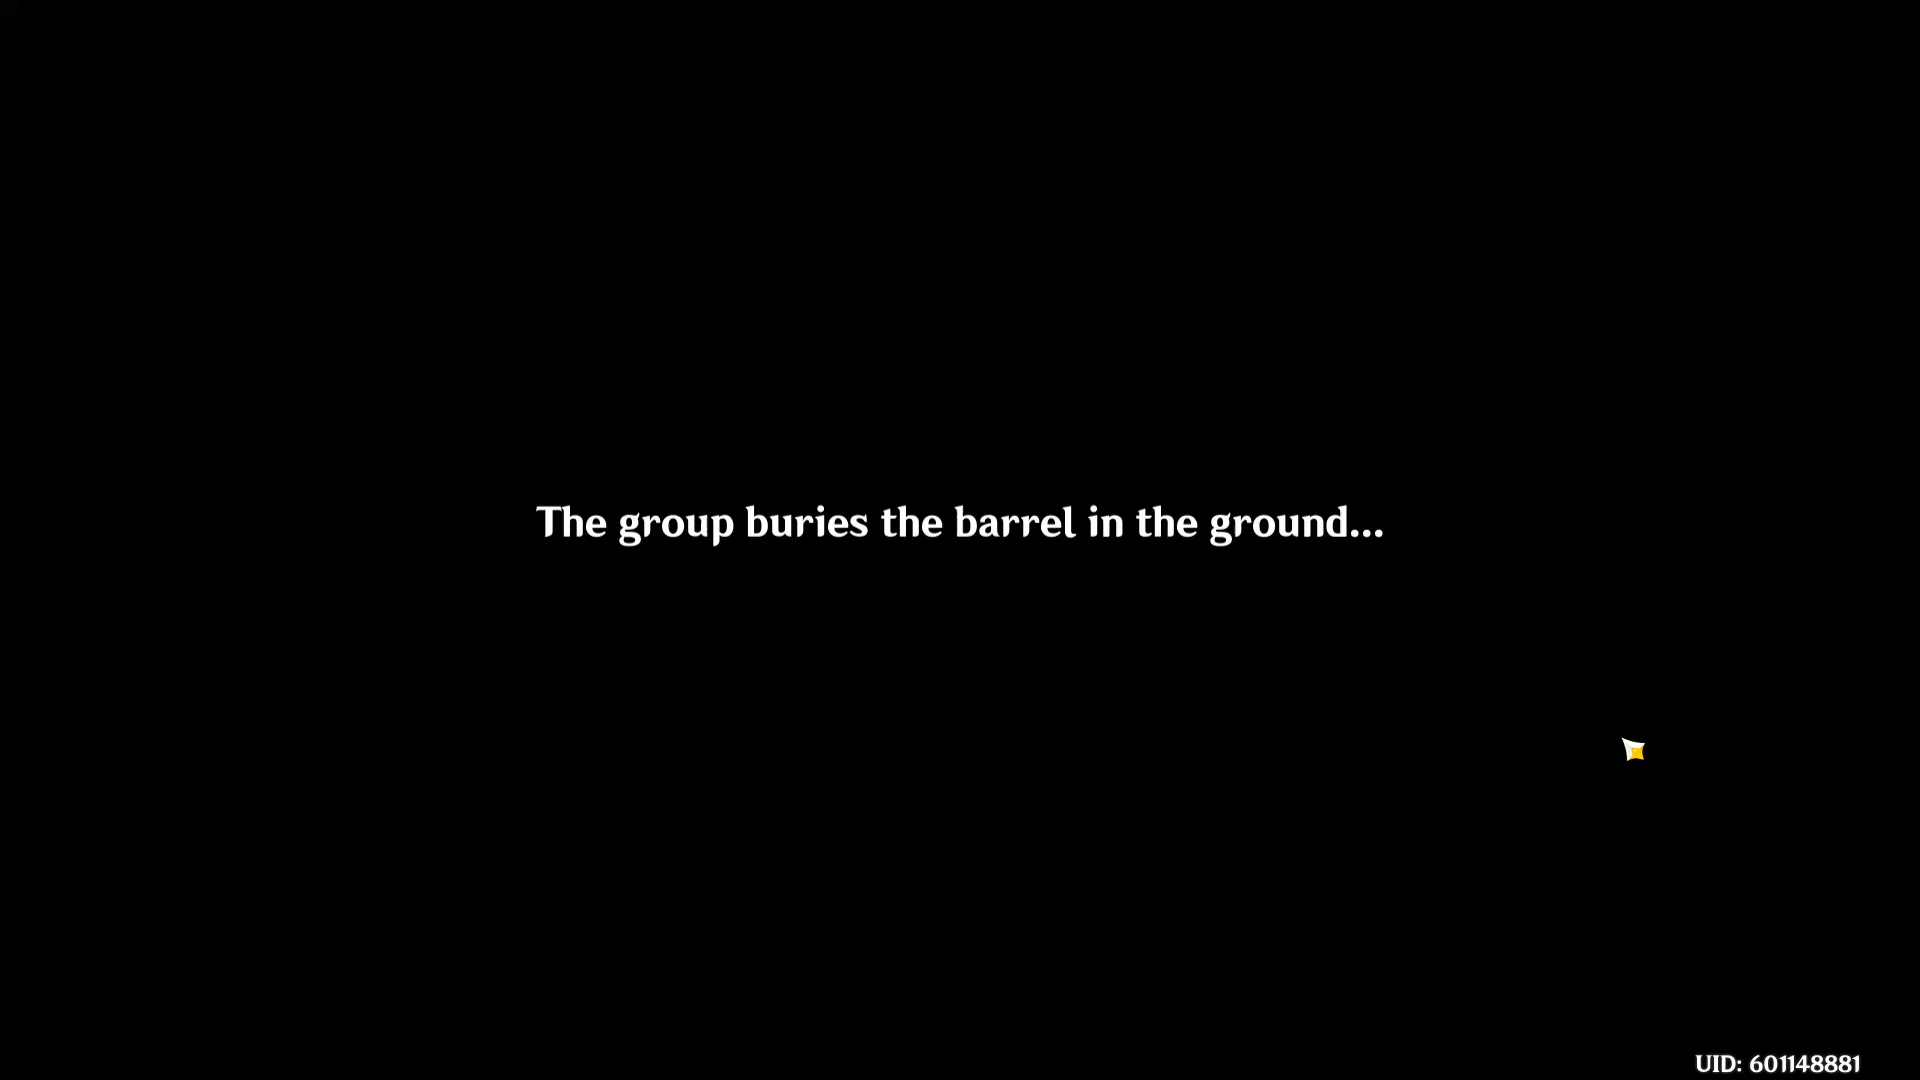 The group buries the barrel in the ground...
UID: 601148881